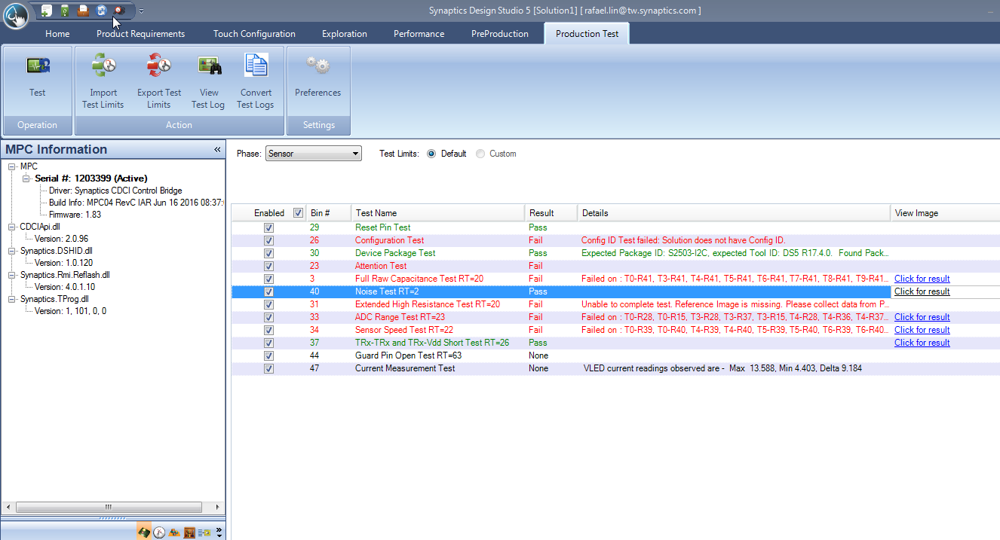 Synaptics Design Studio 5 [Solution1] [ rafael.lin@tw.synaptics.com ]
Home Product Requirements Touch Configuration Exploration Performance PreProduction Production Test
Test Import Test Limits Export Test Limits View Test Log Convert Test Logs Preferences
Operation Action Settings
MPC Information «
MPC
Serial #: 1203399 (Active)
Driver: Synaptics CDCI Control Bridge
Build Info: MPC04 RevC IAR Jun 16 2016 08:37:
Firmware: 1.83
CDCIApi.dll
Version: 2.0.96
Synaptics.DSHID.dll
Version: 1.0.120
Synaptics.Rmi.Reflash.dll
Version: 4.0.1.10
Synaptics.TProg.dll
Version: 1, 101, 0, 0
Phase: Sensor Test Limits: Default Custom
Enabled Bin # Test Name Result Details View Image
29 Reset Pin Test Pass
26 Configuration Test Fail Config ID Test failed: Solution does not have Config ID.
30 Device Package Test Pass Expected Package ID: S2503-I2C, expected Tool ID: DS5 R17.4.0. Found Pack...
23 Attention Test Fail
3 Full Raw Capacitance Test RT=20 Fail Failed on : T0-R41, T3-R41, T4-R41, T5-R41, T6-R41, T7-R41, T8-R41, T9-R41... Click for result
40 Noise Test RT=2 Pass Click for result
31 Extended High Resistance Test RT=20 Fail Unable to complete test. Reference Image is missing. Please collect data from P...
33 ADC Range Test RT=23 Fail Failed on : T0-R28, T0-R15, T3-R28, T3-R37, T3-R15, T4-R28, T4-R36, T4-R37... Click for result
34 Sensor Speed Test RT=22 Fail Failed on : T0-R39, T0-R40, T4-R39, T4-R40, T5-R39, T5-R40, T6-R39, T6-R40... Click for result
37 TRx-TRx and TRx-Vdd Short Test RT=26 Pass Click for result
44 Guard Pin Open Test RT=63 None
47 Current Measurement Test None VLED current readings observed are - Max 13.588, Min 4.403, Delta 9.184